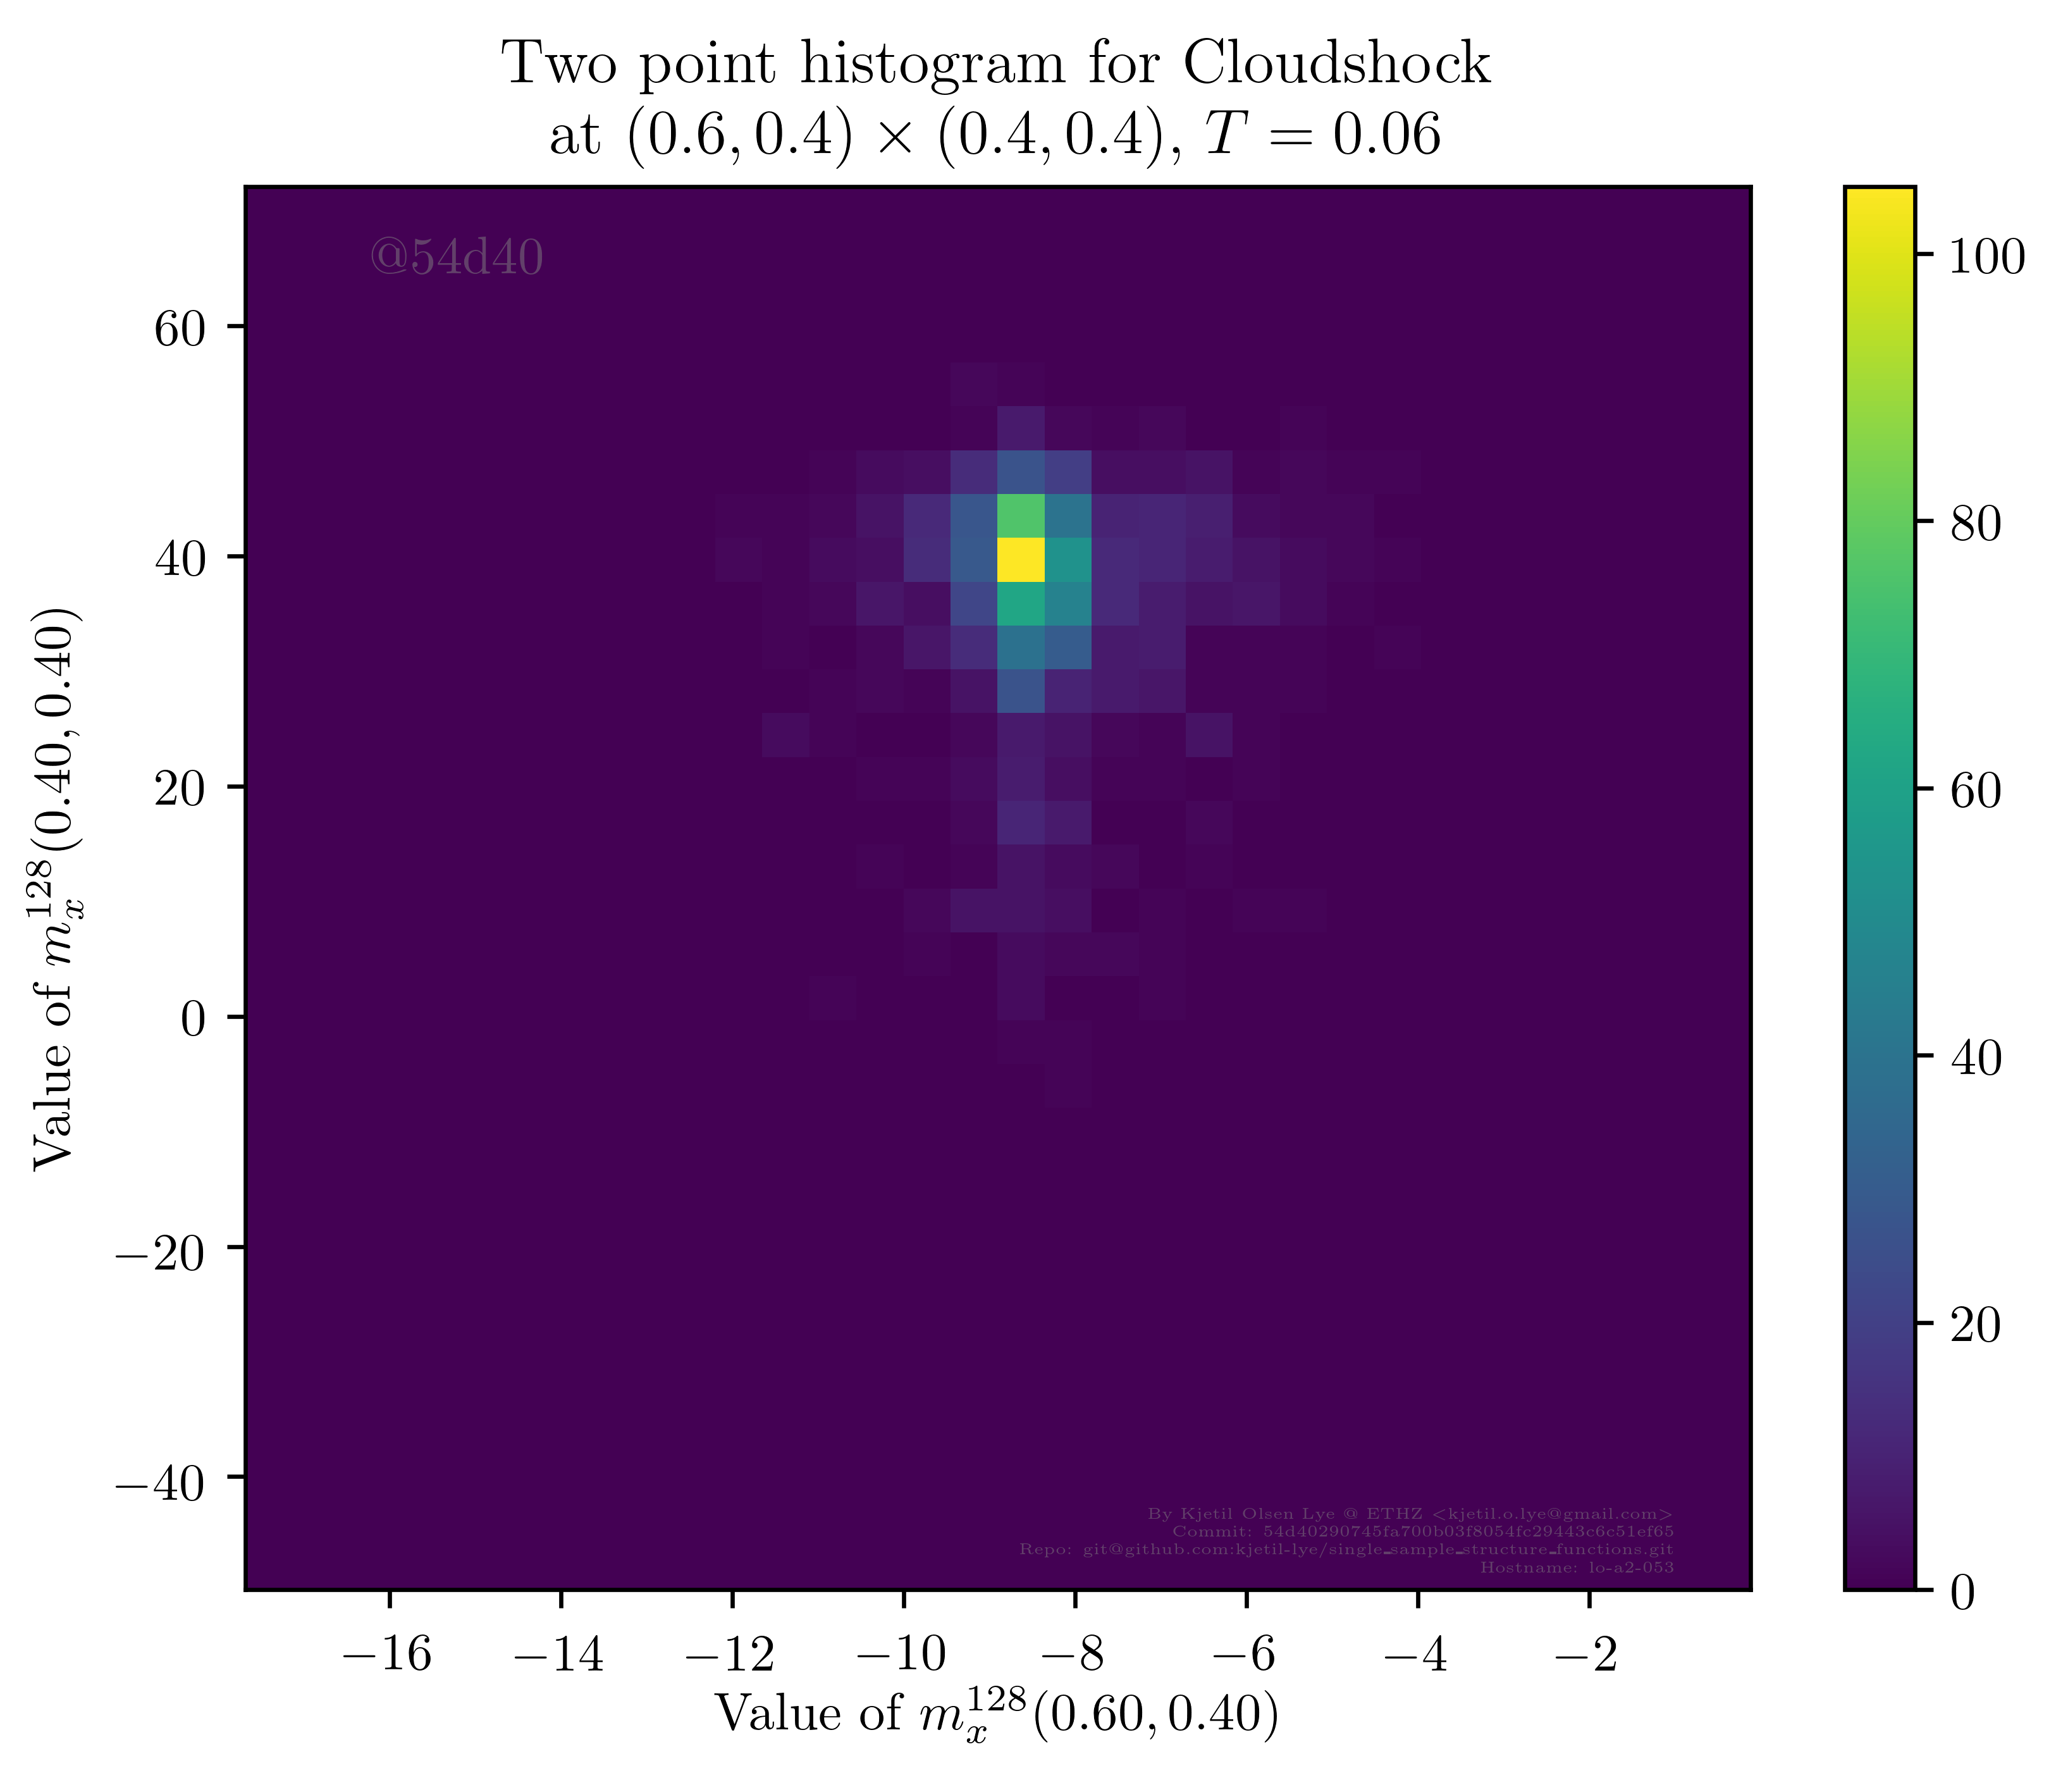 Two point histogram for Cloudshock
at (0.6, 0.4) × (0.4, 0.4), T = 0.06
@54d40
60
40
20
0
−20
−40
Value of m_x^128(0.40, 0.40)
−16 −14 −12 −10 −8 −6 −4 −2
Value of m_x^128(0.60, 0.40)
100
80
60
40
20
0
By Kjetil Olsen Lye @ ETHZ <kjetil.o.lye@gmail.com>
Commit: 54d40290745fa700b03f8054fc29443c6c51ef65
Repo: git@github.com:kjetil-lye/single_sample_structure_functions.git
Hostname: lo-a2-053